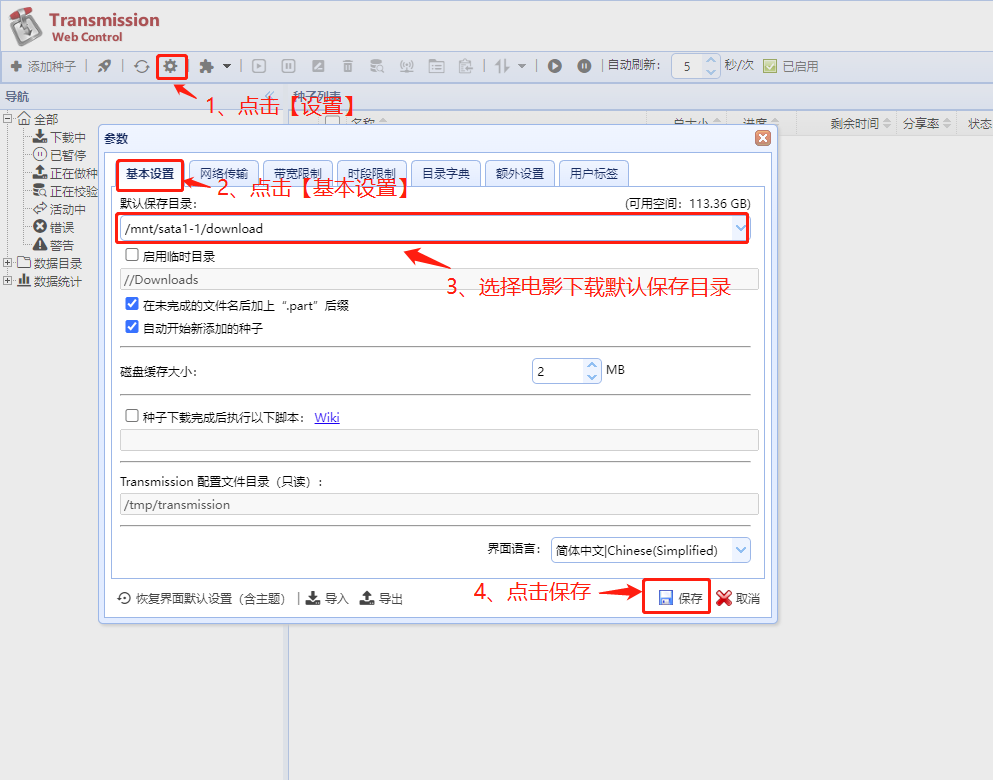 Transmission
Web Control
添加种子
自动刷新：
5
秒/次
已启用
导航
种子列表
1、点击【设置】
名称
总大小
进度
剩余时间
分享率
状态
全部
下载中
已暂停
正在做种
正在校验
活动中
错误
警告
数据目录
数据统计
参数
基本设置
网络传输
带宽限制
时段限制
目录字典
额外设置
用户标签
2、点击【基本设置】
默认保存目录：
(可用空间：113.36 GB)
/mnt/sata1-1/download
启用临时目录
3、选择电影下载默认保存目录
//Downloads
在未完成的文件名后加上“.part”后缀
自动开始新添加的种子
磁盘缓存大小：
2
MB
种子下载完成后执行以下脚本：
Wiki
Transmission 配置文件目录（只读）：
/tmp/transmission
界面语言：
简体中文|Chinese(Simplified)
4、点击保存
恢复界面默认设置（含主题）
导入
导出
保存
取消